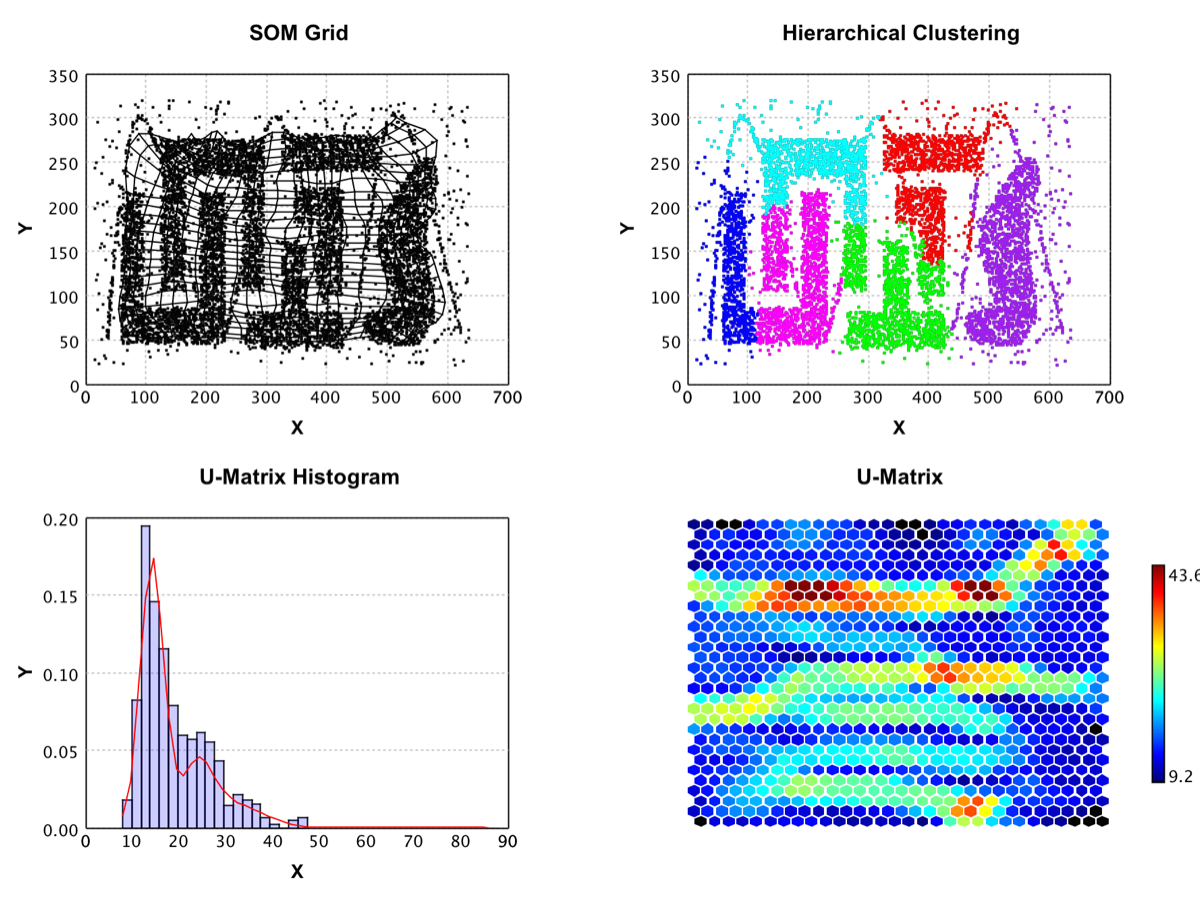 SOM Grid
350
300
250
200
150
100
50
0
0 100 200 300 400 500 600 700
X
Y
Hierarchical Clustering
350
300
250
200
150
100
50
0
0 100 200 300 400 500 600 700
X
Y
U-Matrix Histogram
0.20
0.15
0.10
0.05
0.00
0 10 20 30 40 50 60 70 80 90
X
Y
U-Matrix
43.6
9.2